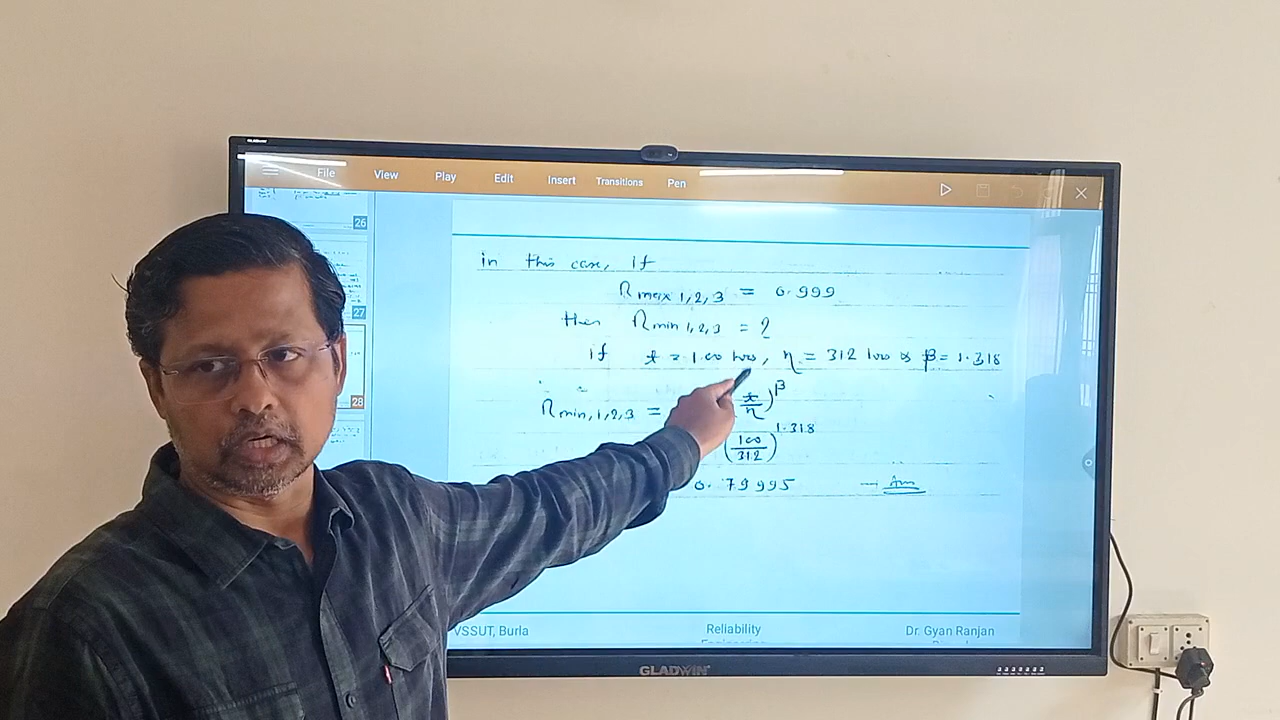 GLADWIN
File View Play Edit Insert Transitions Pen
26
27
28
in this case, if
Rmax 1,2,3 = 0.999
then Rmin 1,2,3 = ?
if t = 100 hrs, η = 312 hrs & β = 1.318
Rmin,1,2,3 = (t/η)^β
(100/312)^1.318
0.79995 — Ans
VSSUT, Burla Reliability Dr. Gyan Ranjan
GLADWIN